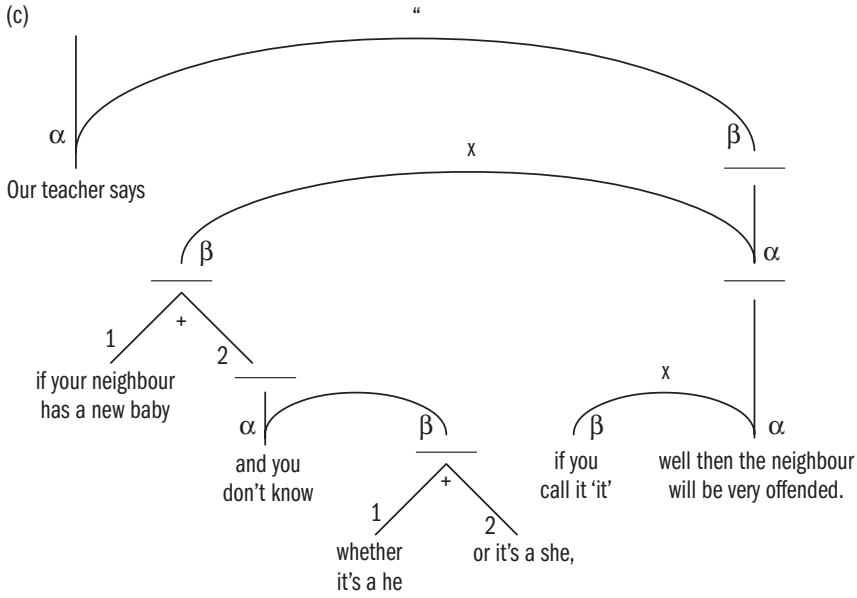 (c)
“
α
β
Our teacher says
x
β
α
1
+
2
if your neighbour
has a new baby
x
α
β
β
α
and you
don't know
+
1
2
whether
it's a he
or it's a she,
if you
call it 'it'
well then the neighbour
will be very offended.